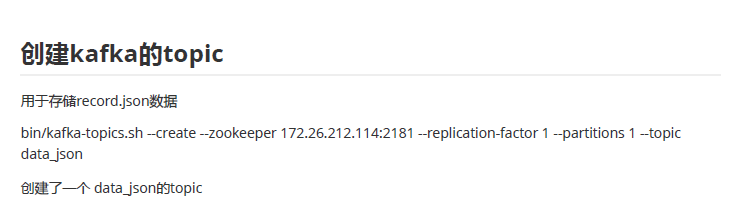 创建kafka的topic
用于存储record.json数据
bin/kafka-topics.sh --create --zookeeper 172.26.212.114:2181 --replication-factor 1 --partitions 1 --topic
data_json
创建了一个 data_json的topic